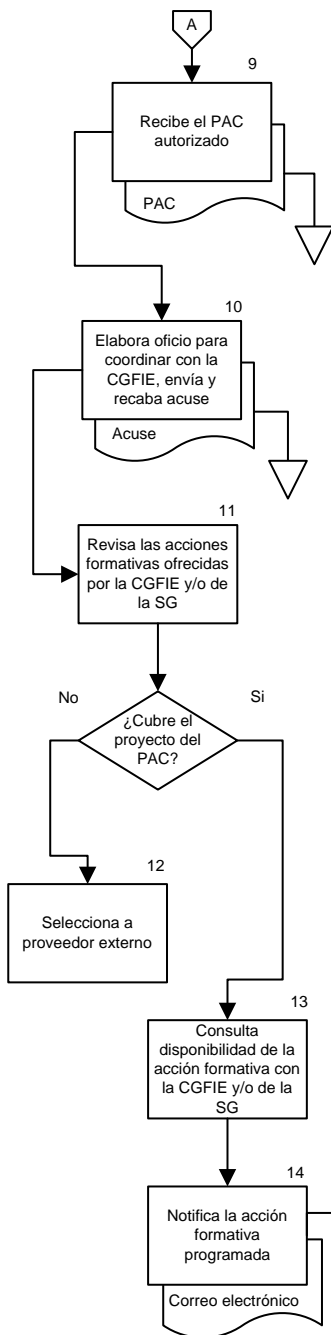 A
9
Recibe el PAC
autorizado
PAC
10
Elabora oficio para
coordinar con la
CGFIE, envía y
recaba acuse
Acuse
11
Revisa las acciones
formativas ofrecidas
por la CGFIE y/o de
la SG
No
Si
¿Cubre el
proyecto del
PAC?
12
Selecciona a
proveedor externo
13
Consulta
disponibilidad de la
acción formativa con
la CGFIE y/o de la
SG
14
Notifica la acción
formativa
programada
Correo electrónico